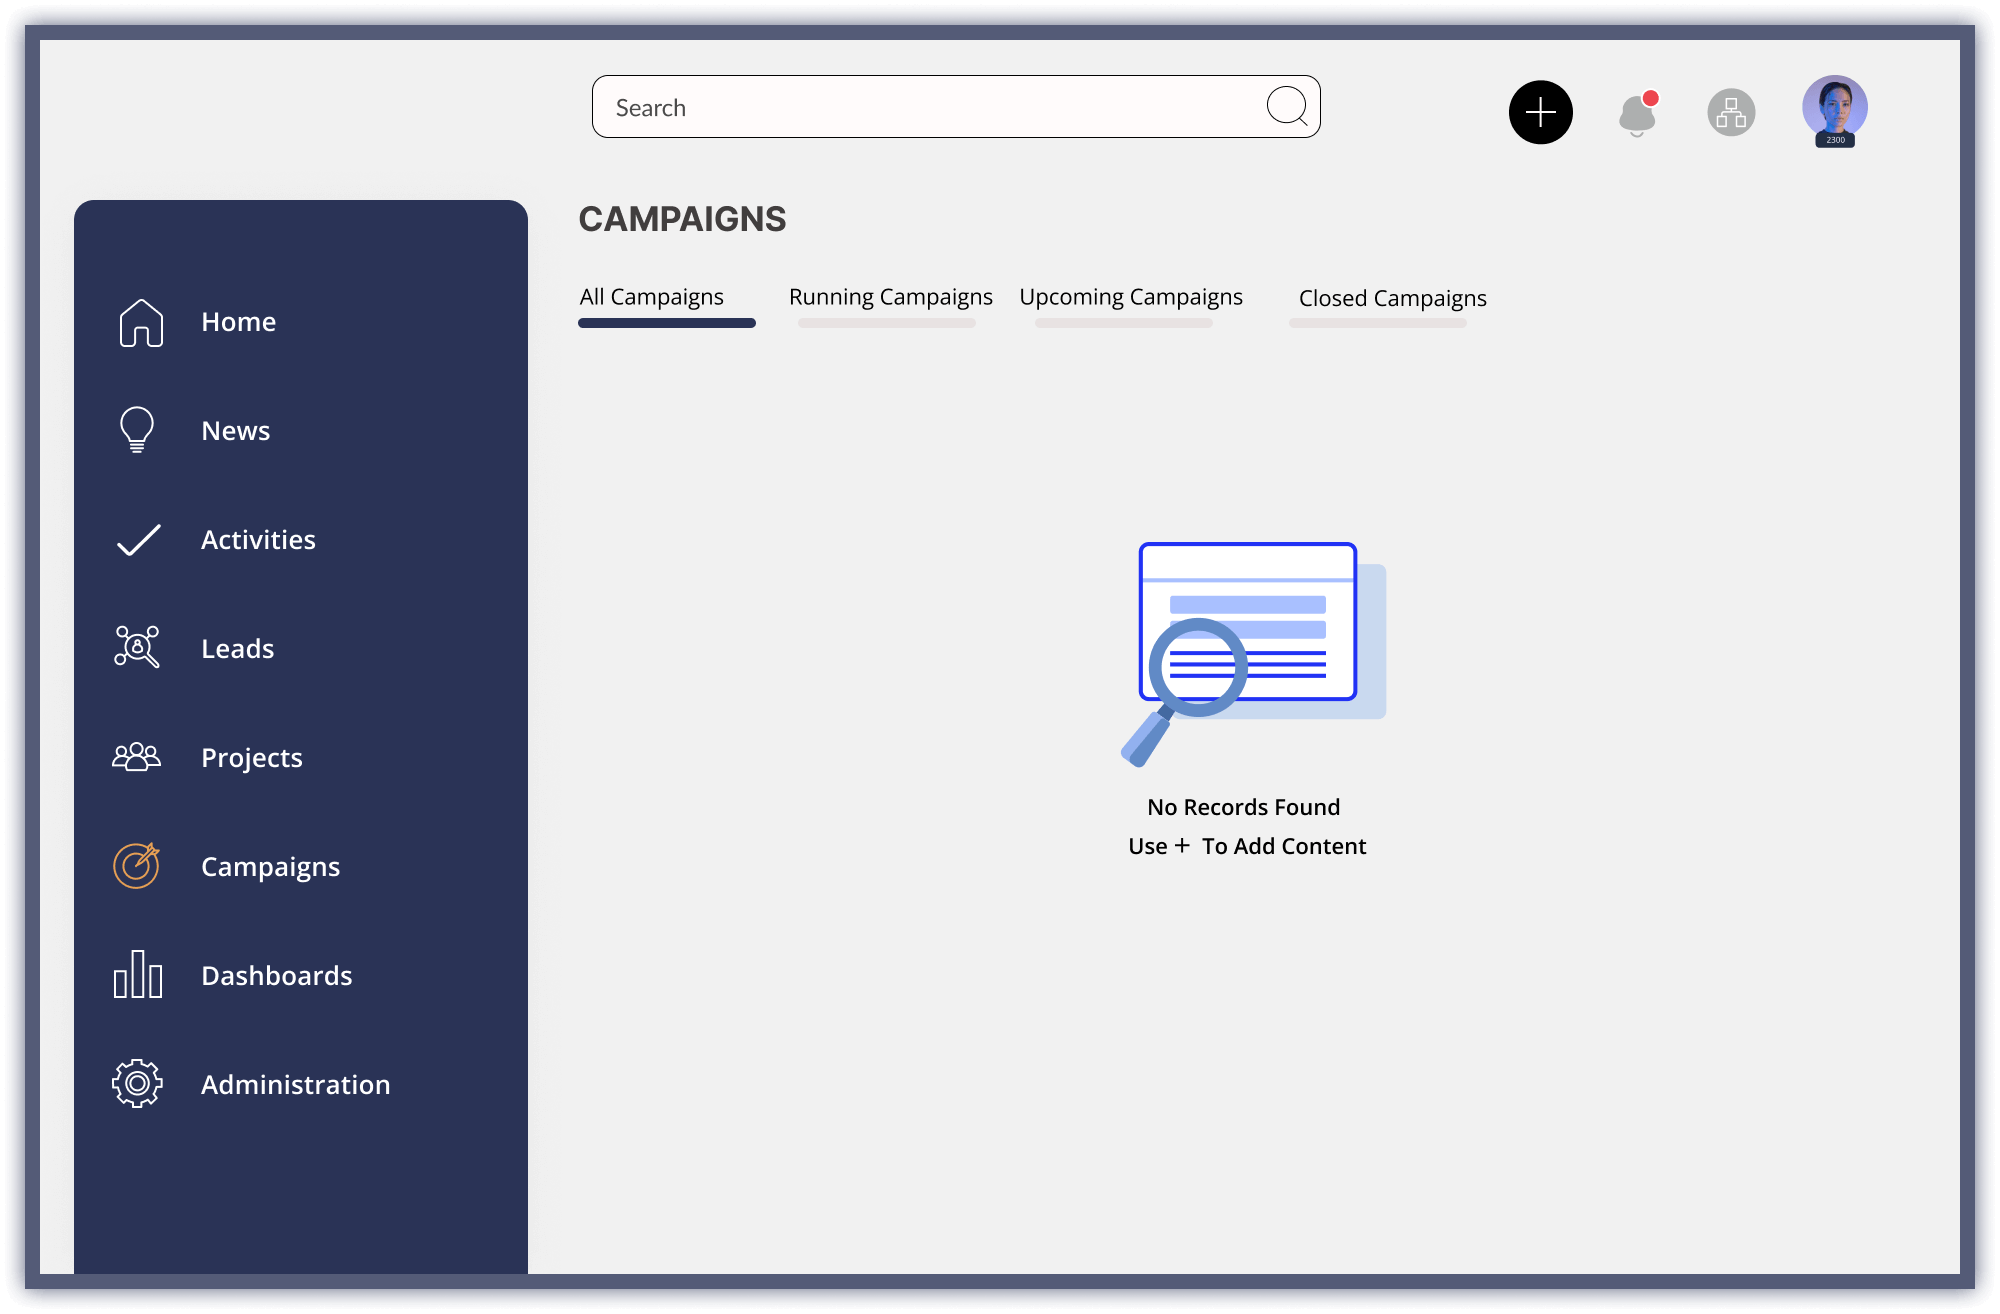 Search
2300
CAMPAIGNS
All Campaigns
Running Campaigns
Upcoming Campaigns
Closed Campaigns
Home
News
Activities
Leads
Projects
Campaigns
Dashboards
Administration
No Records Found
Use + To Add Content